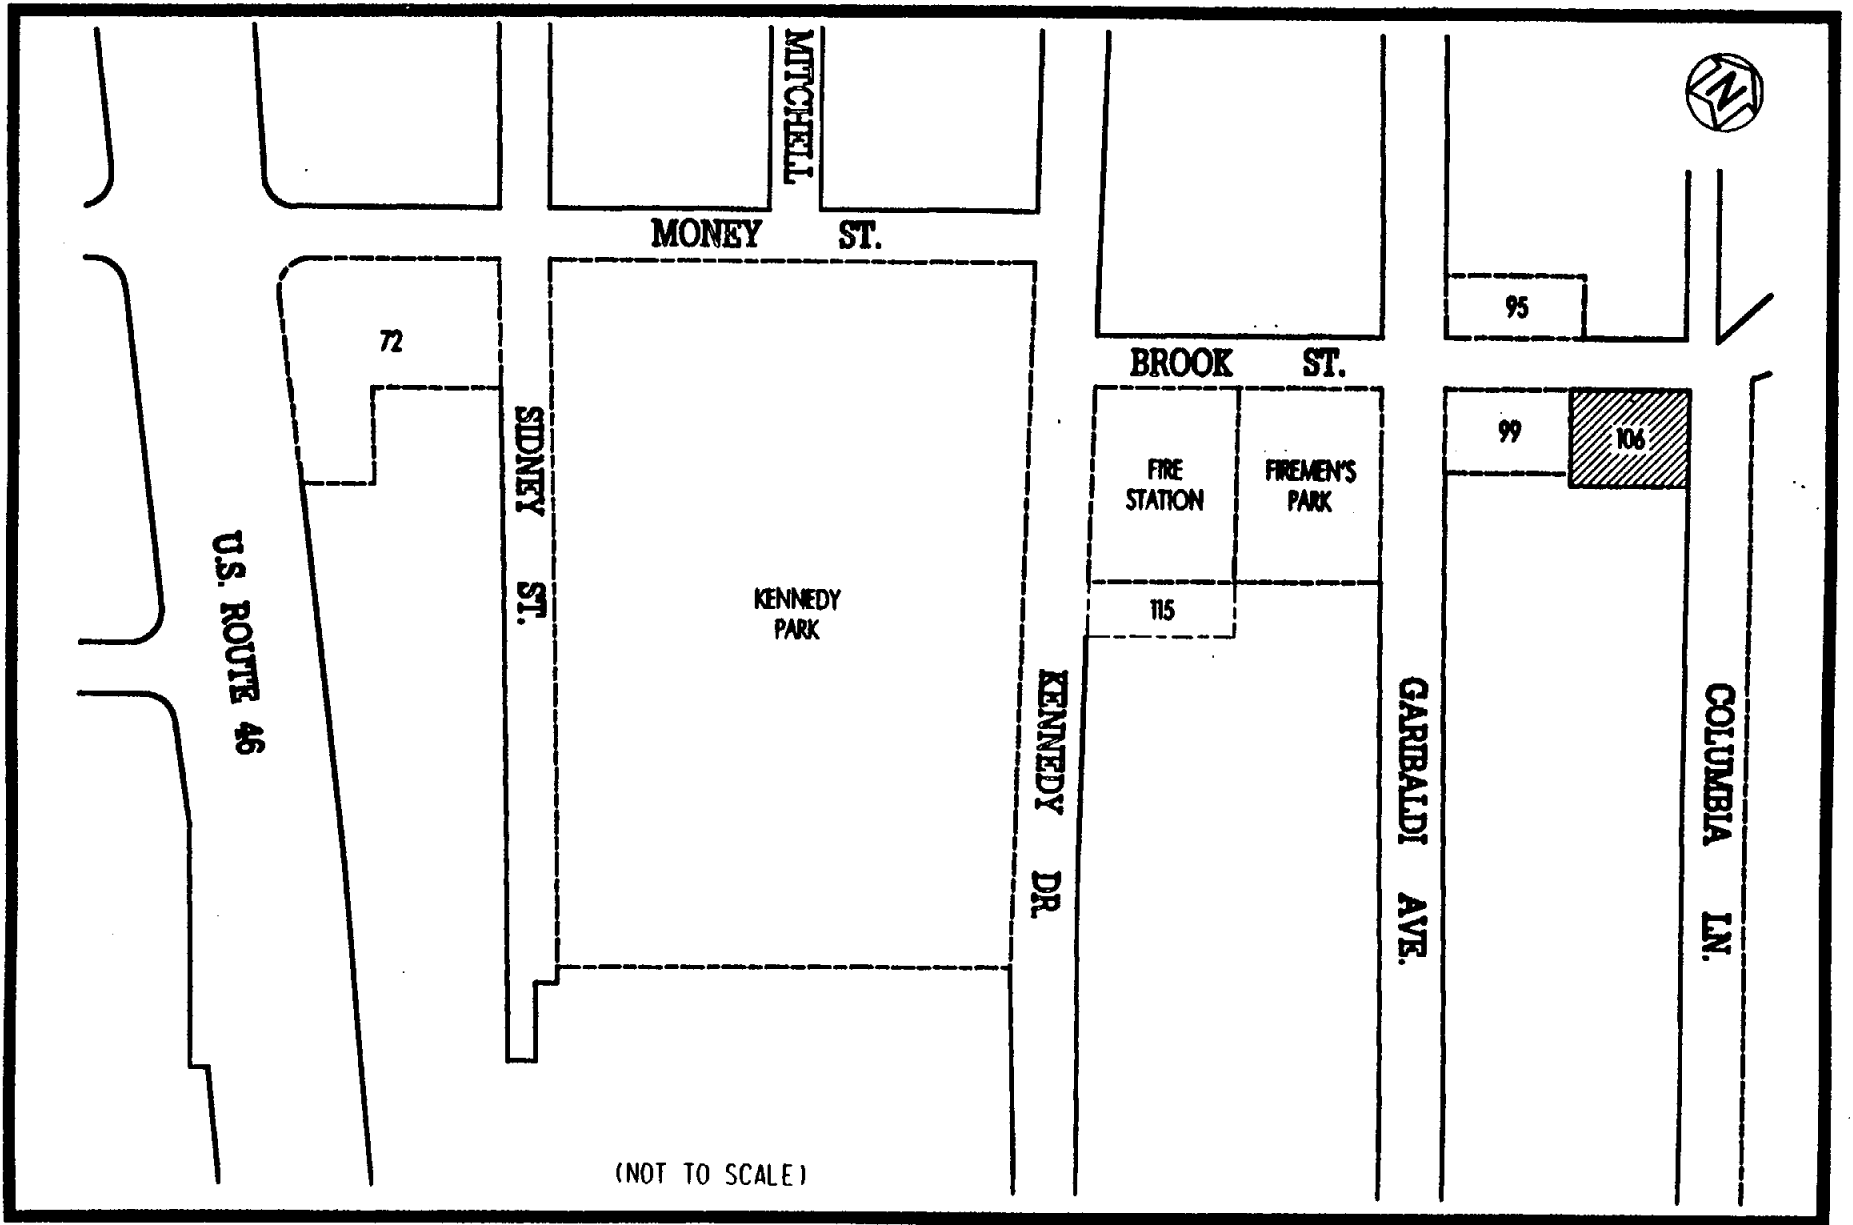 MITCHELL
N
MONEY ST.
95
72
BROOK ST.
SIDNEY ST.
99
106
FIRE
STATION
FIREMEN'S
PARK
U.S. ROUTE 46
KENNEDY
PARK
115
KENNEDY DR.
GARIBALDI AVE.
COLUMBIA LN.
(NOT TO SCALE)